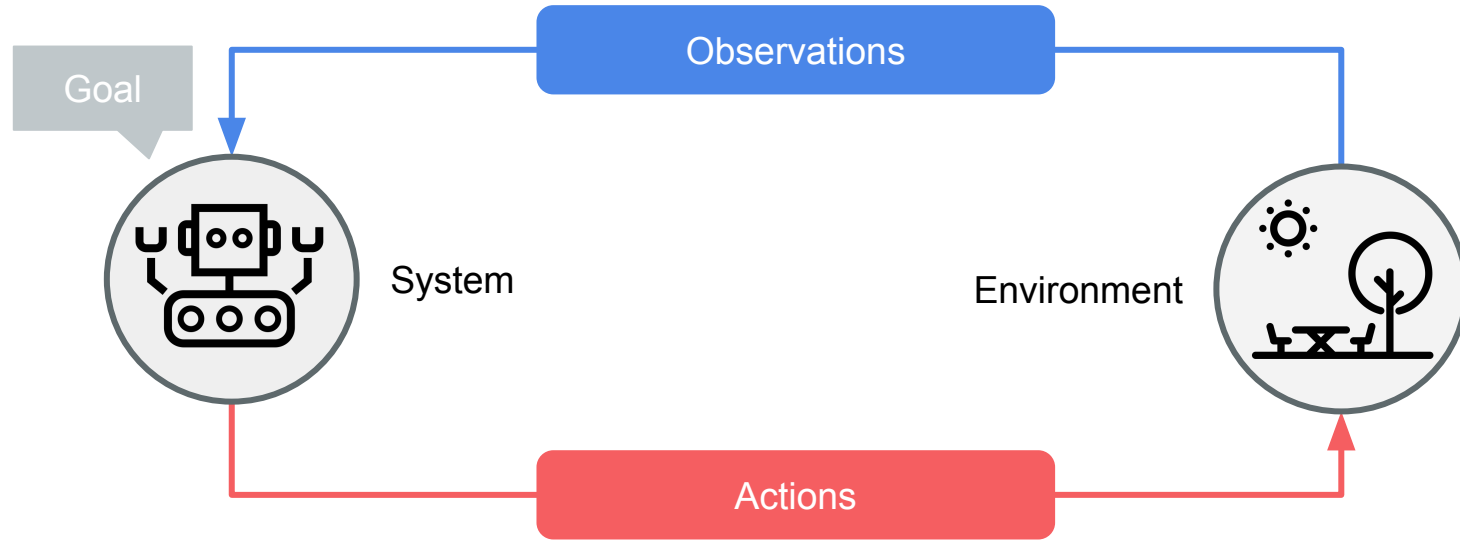 Observations
Goal
System
Environment
Actions